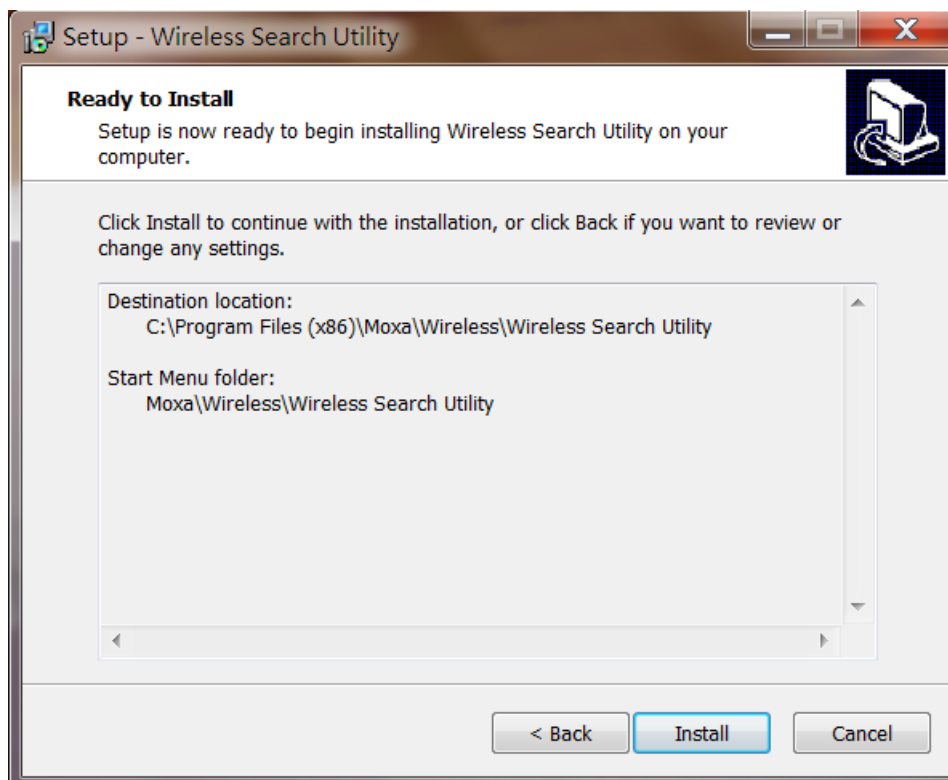 Setup - Wireless Search Utility
Ready to Install
Setup is now ready to begin installing Wireless Search Utility on your
computer.
Click Install to continue with the installation, or click Back if you want to review or
change any settings.
Destination location:
C:\Program Files (x86)\Moxa\Wireless\Wireless Search Utility
Start Menu folder:
Moxa\Wireless\Wireless Search Utility
< Back
Install
Cancel